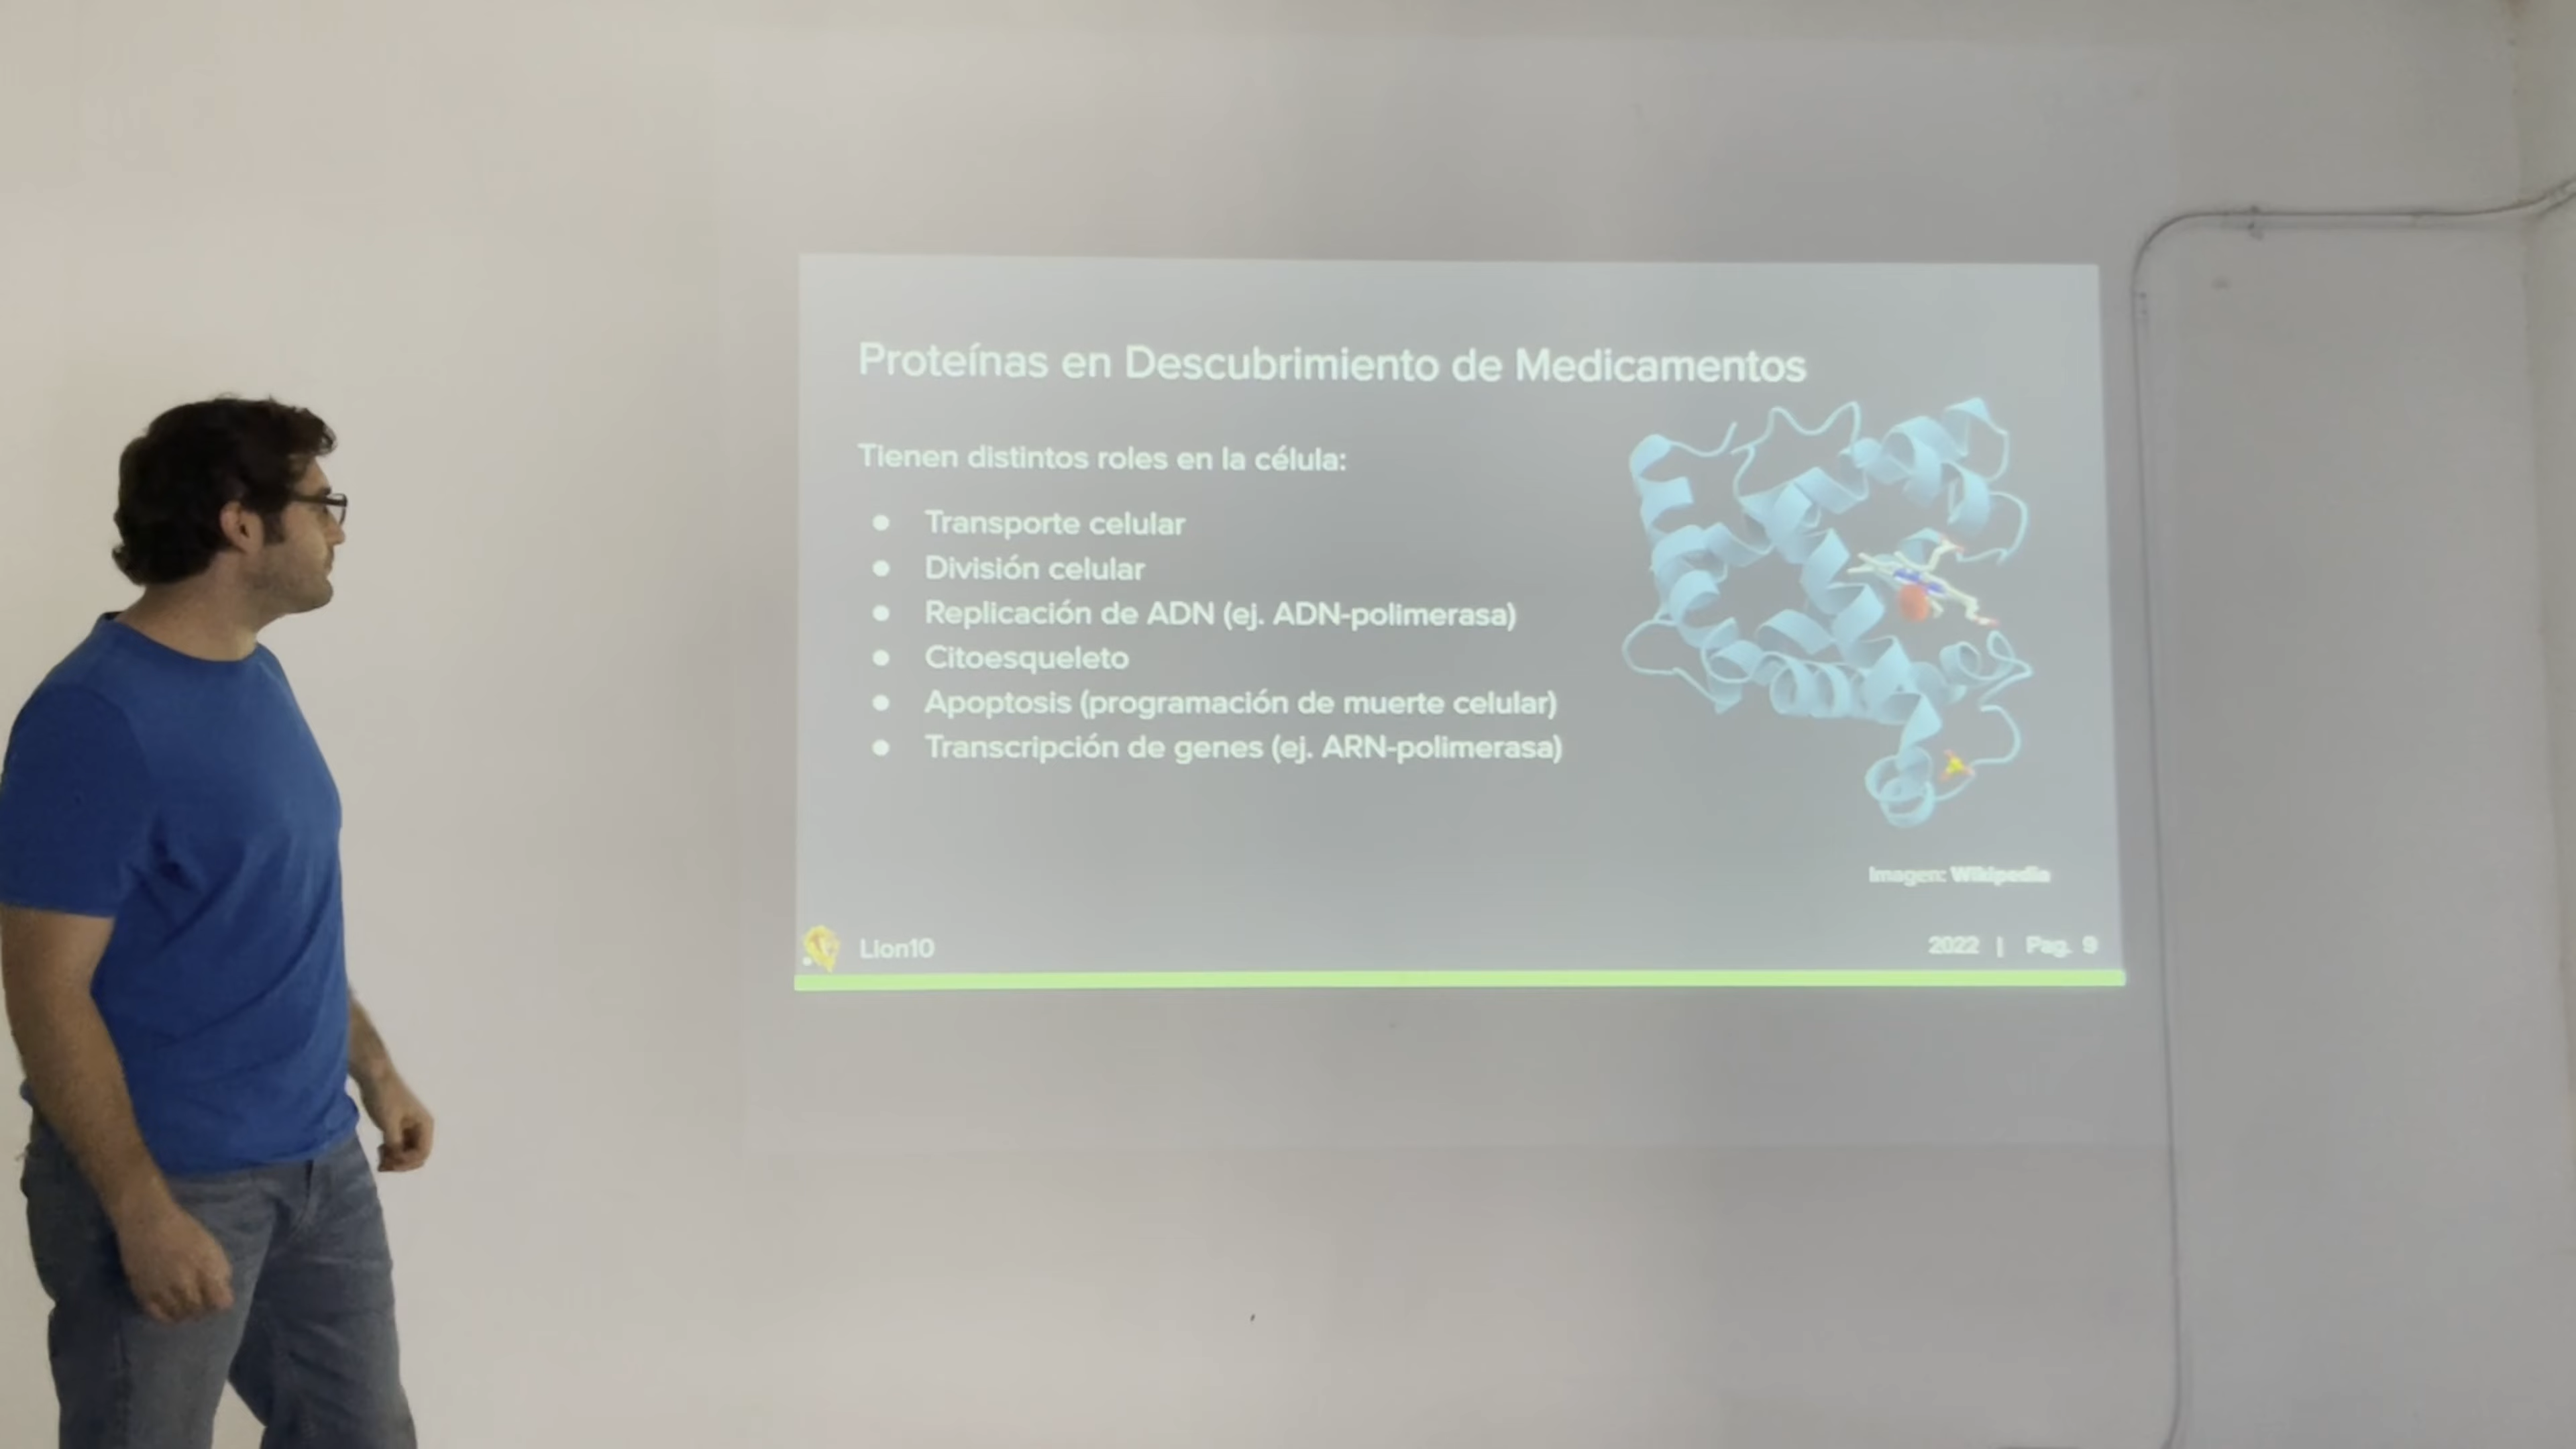 Proteínas en Descubrimiento de Medicamentos
Tienen distintos roles en la célula:
● Transporte celular
● División celular
● Replicación de ADN (ej. ADN-polimerasa)
● Citoesqueleto
● Apoptosis (programación de muerte celular)
● Transcripción de genes (ej. ARN-polimerasa)
Imagen: Wikipedia
Lion10
2022 | Pag. 9